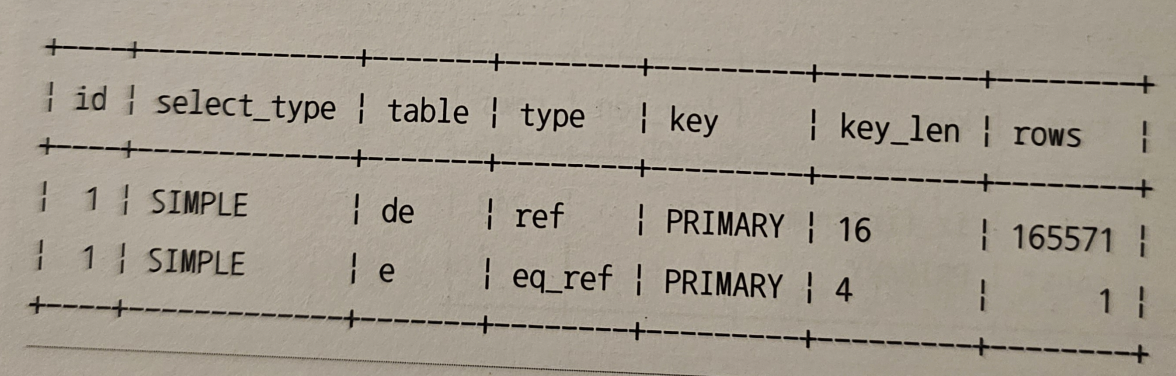 +----+-------------+-------+--------+---------+---------+--------+
¦ id ¦ select_type ¦ table ¦ type   ¦ key     ¦ key_len ¦ rows   ¦
+----+-------------+-------+--------+---------+---------+--------+
¦  1 ¦ SIMPLE      ¦ de    ¦ ref    ¦ PRIMARY ¦ 16      ¦ 165571 ¦
¦  1 ¦ SIMPLE      ¦ e     ¦ eq_ref ¦ PRIMARY ¦ 4       ¦      1 ¦
+----+-------------+-------+--------+---------+---------+--------+